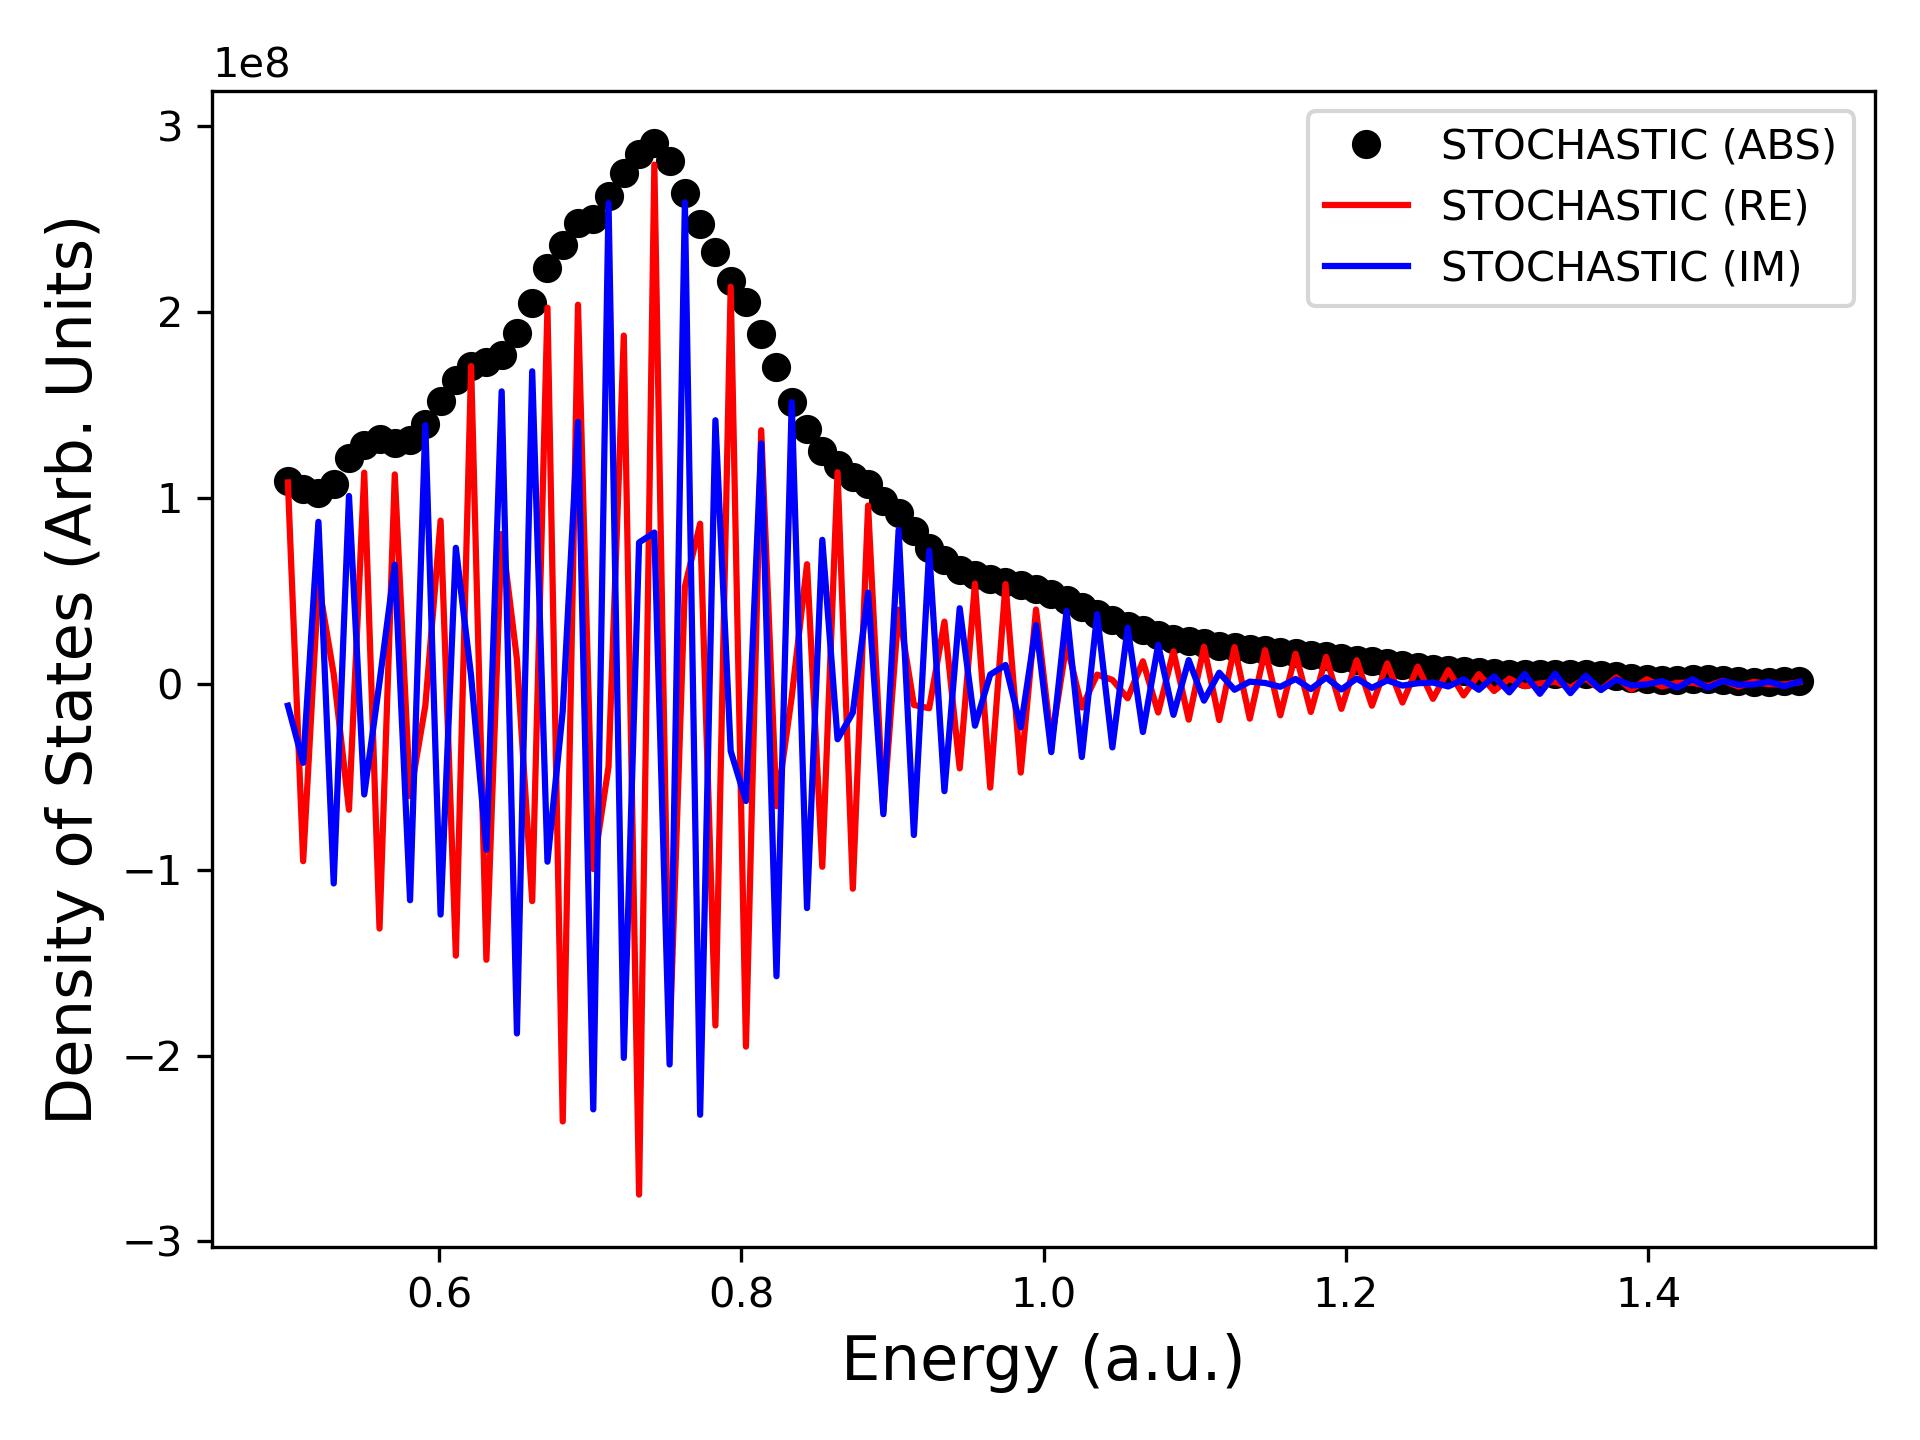 1e8
3
2
1
0
−1
−2
−3
Density of States (Arb. Units)
STOCHASTIC (ABS)
STOCHASTIC (RE)
STOCHASTIC (IM)
0.6 0.8 1.0 1.2 1.4
Energy (a.u.)